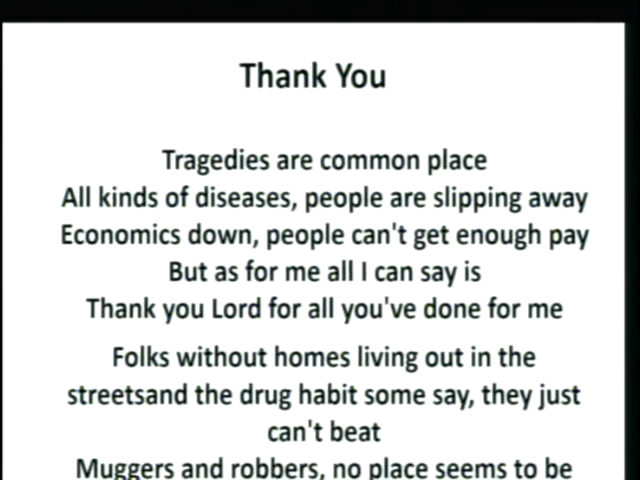 Thank You
Tragedies are common place
All kinds of diseases, people are slipping away
Economics down, people can't get enough pay
But as for me all I can say is
Thank you Lord for all you've done for me
Folks without homes living out in the
streetsand the drug habit some say, they just
can't beat
Muggers and robbers, no place seems to be